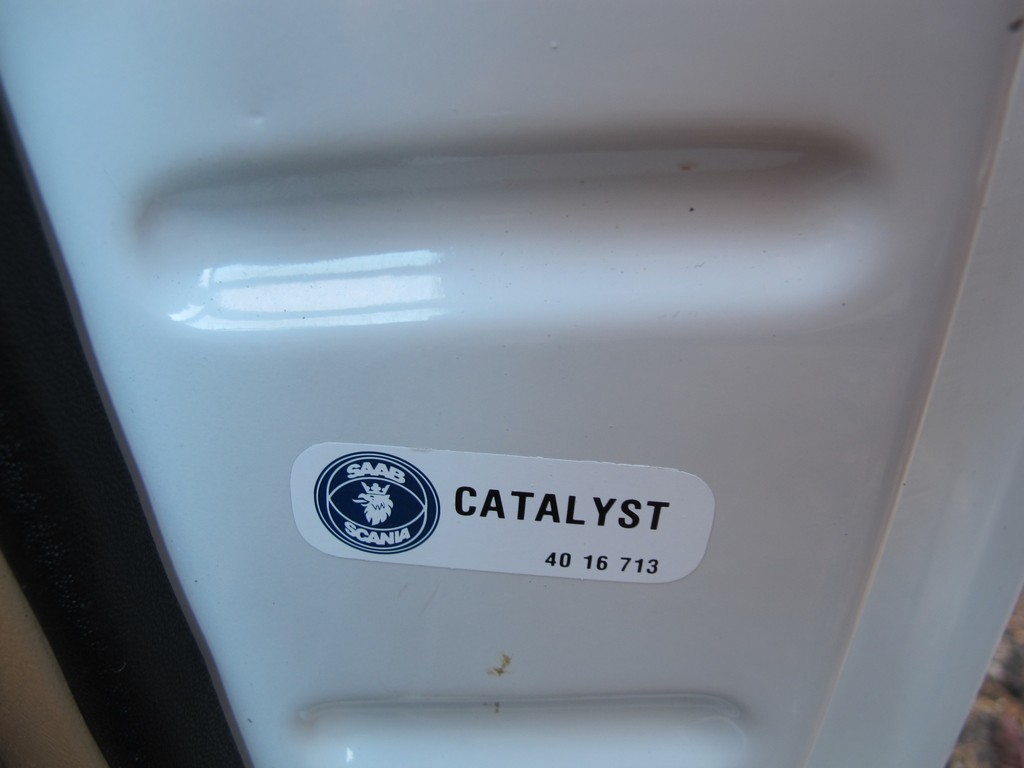 SAAB
SCANIA
CATALYST
40 16 713